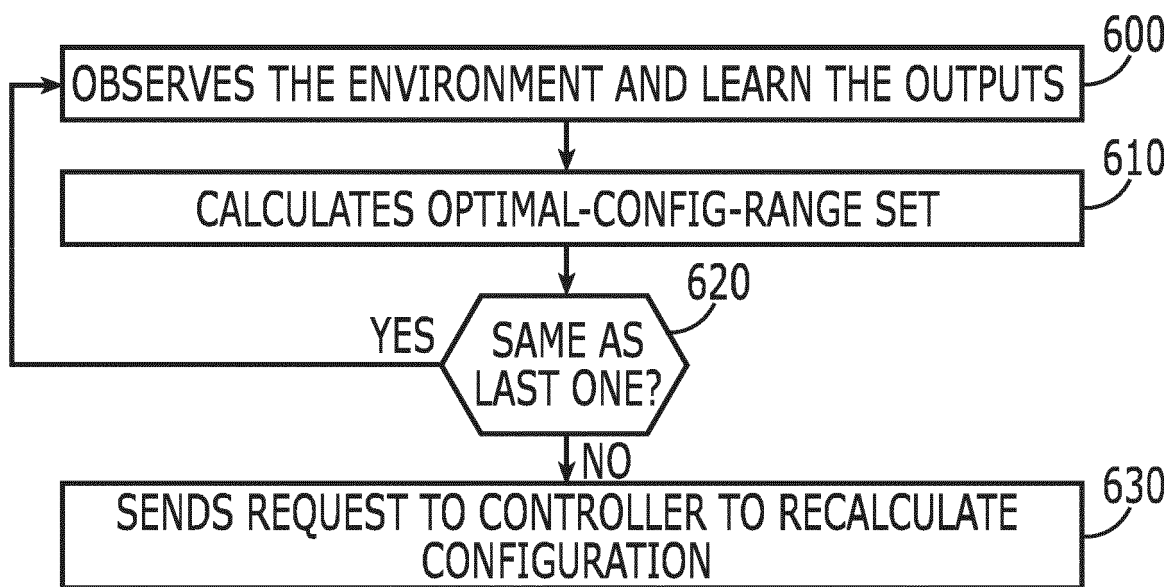 600
OBSERVES THE ENVIRONMENT AND LEARN THE OUTPUTS
610
CALCULATES OPTIMAL-CONFIG-RANGE SET
620
YES
SAME AS
LAST ONE?
NO
630
SENDS REQUEST TO CONTROLLER TO RECALCULATE
CONFIGURATION